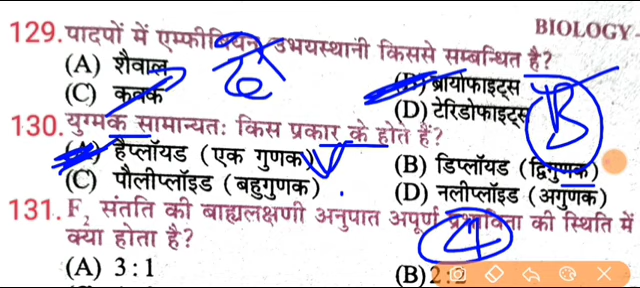 BIOLOGY
129. पादपों में एम्फीबियन उभयस्थानी किससे सम्बन्धित है?
(A) शैवाल
(B) ब्रायोफाइट्स
(C) कवक
(D) टेरिडोफाइट्स
B
130. युग्मक सामान्यतः किस प्रकार के होते हैं?
(A) हैप्लॉयड (एक गुणक)
(B) डिप्लॉयड (द्विगुणक)
(C) पौलीप्लॉइड (बहुगुणक)
(D) नलीप्लॉइड (अगुणक)
131. F2 संतति की बाह्यलक्षणी अनुपात अपूर्ण प्रभाविता की स्थिति में
क्या होता है?
(A) 3:1
(B) 2:2